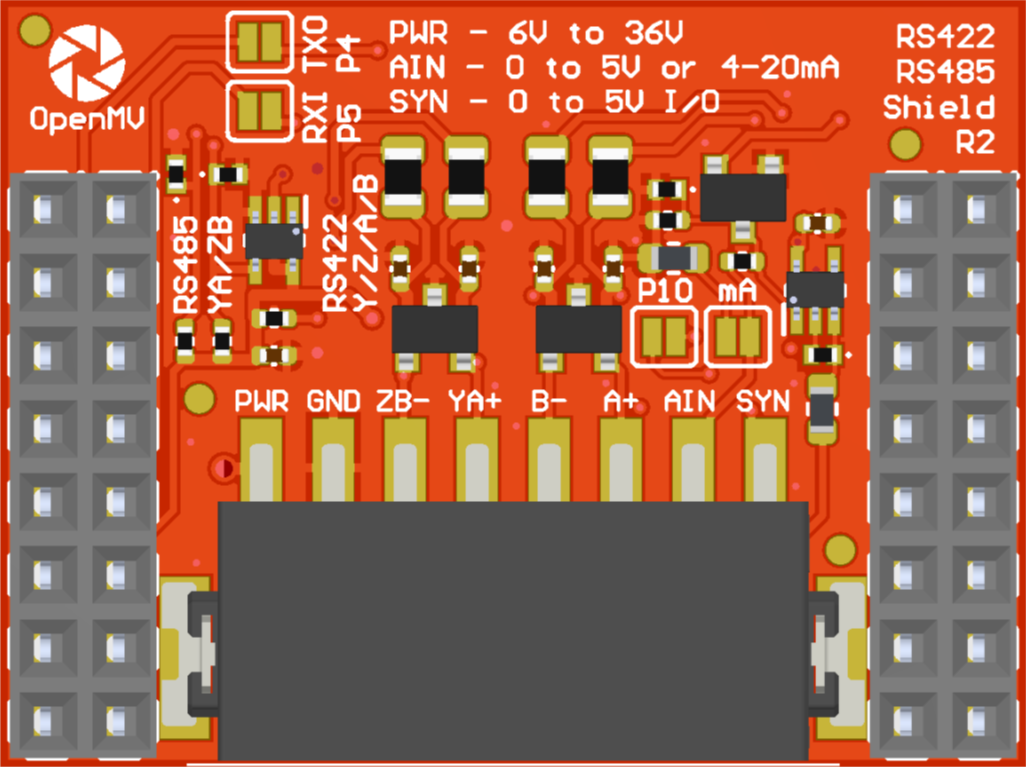 OpenMV
TXO P4
RXI P5
PWR - 6V to 36V
AIN - 0 to 5V or 4-20mA
SYN - 0 to 5V I/O
RS422
RS485
Shield
R2
RS485
YA/ZB
RS422
Y/Z/A/B
P10
mA
PWR GND ZB- YA+ B- A+ AIN SYN